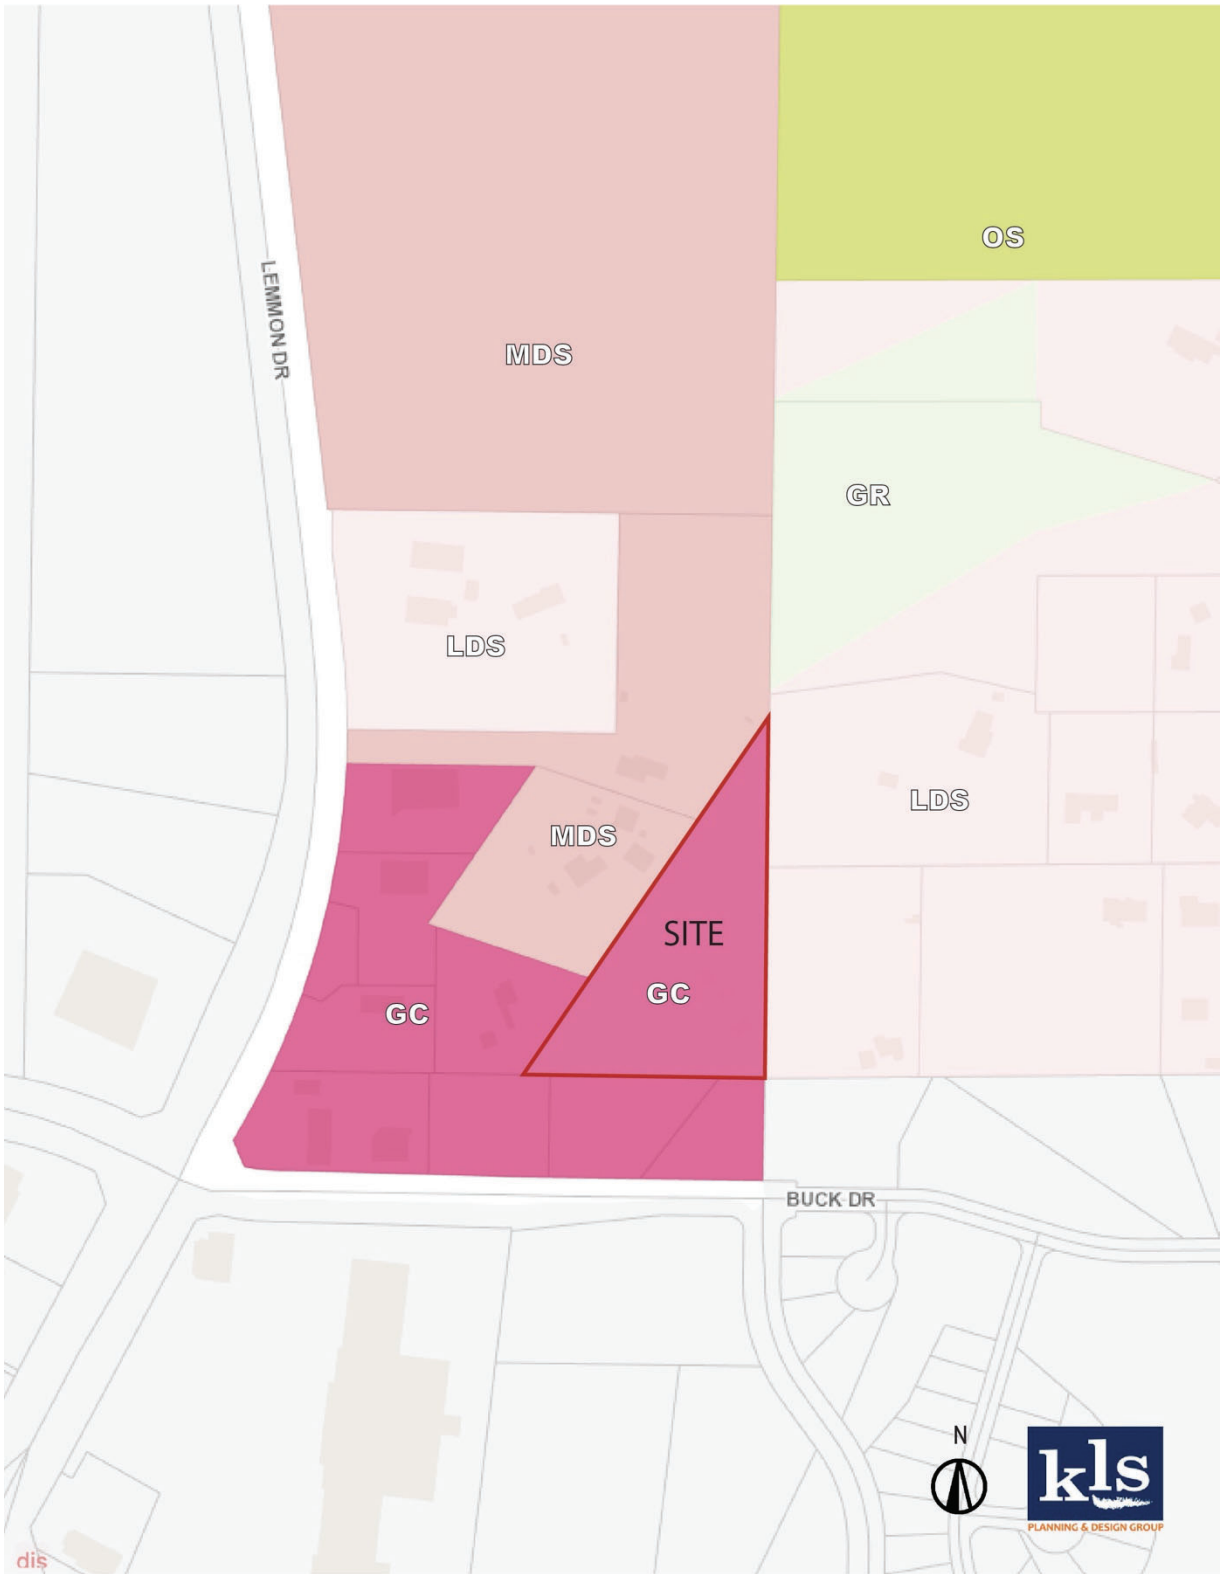 OS
LEMMON DR
MDS
GR
LDS
LDS
MDS
SITE
GC
GC
BUCK DR
N
kls
PLANNING & DESIGN GROUP
dis